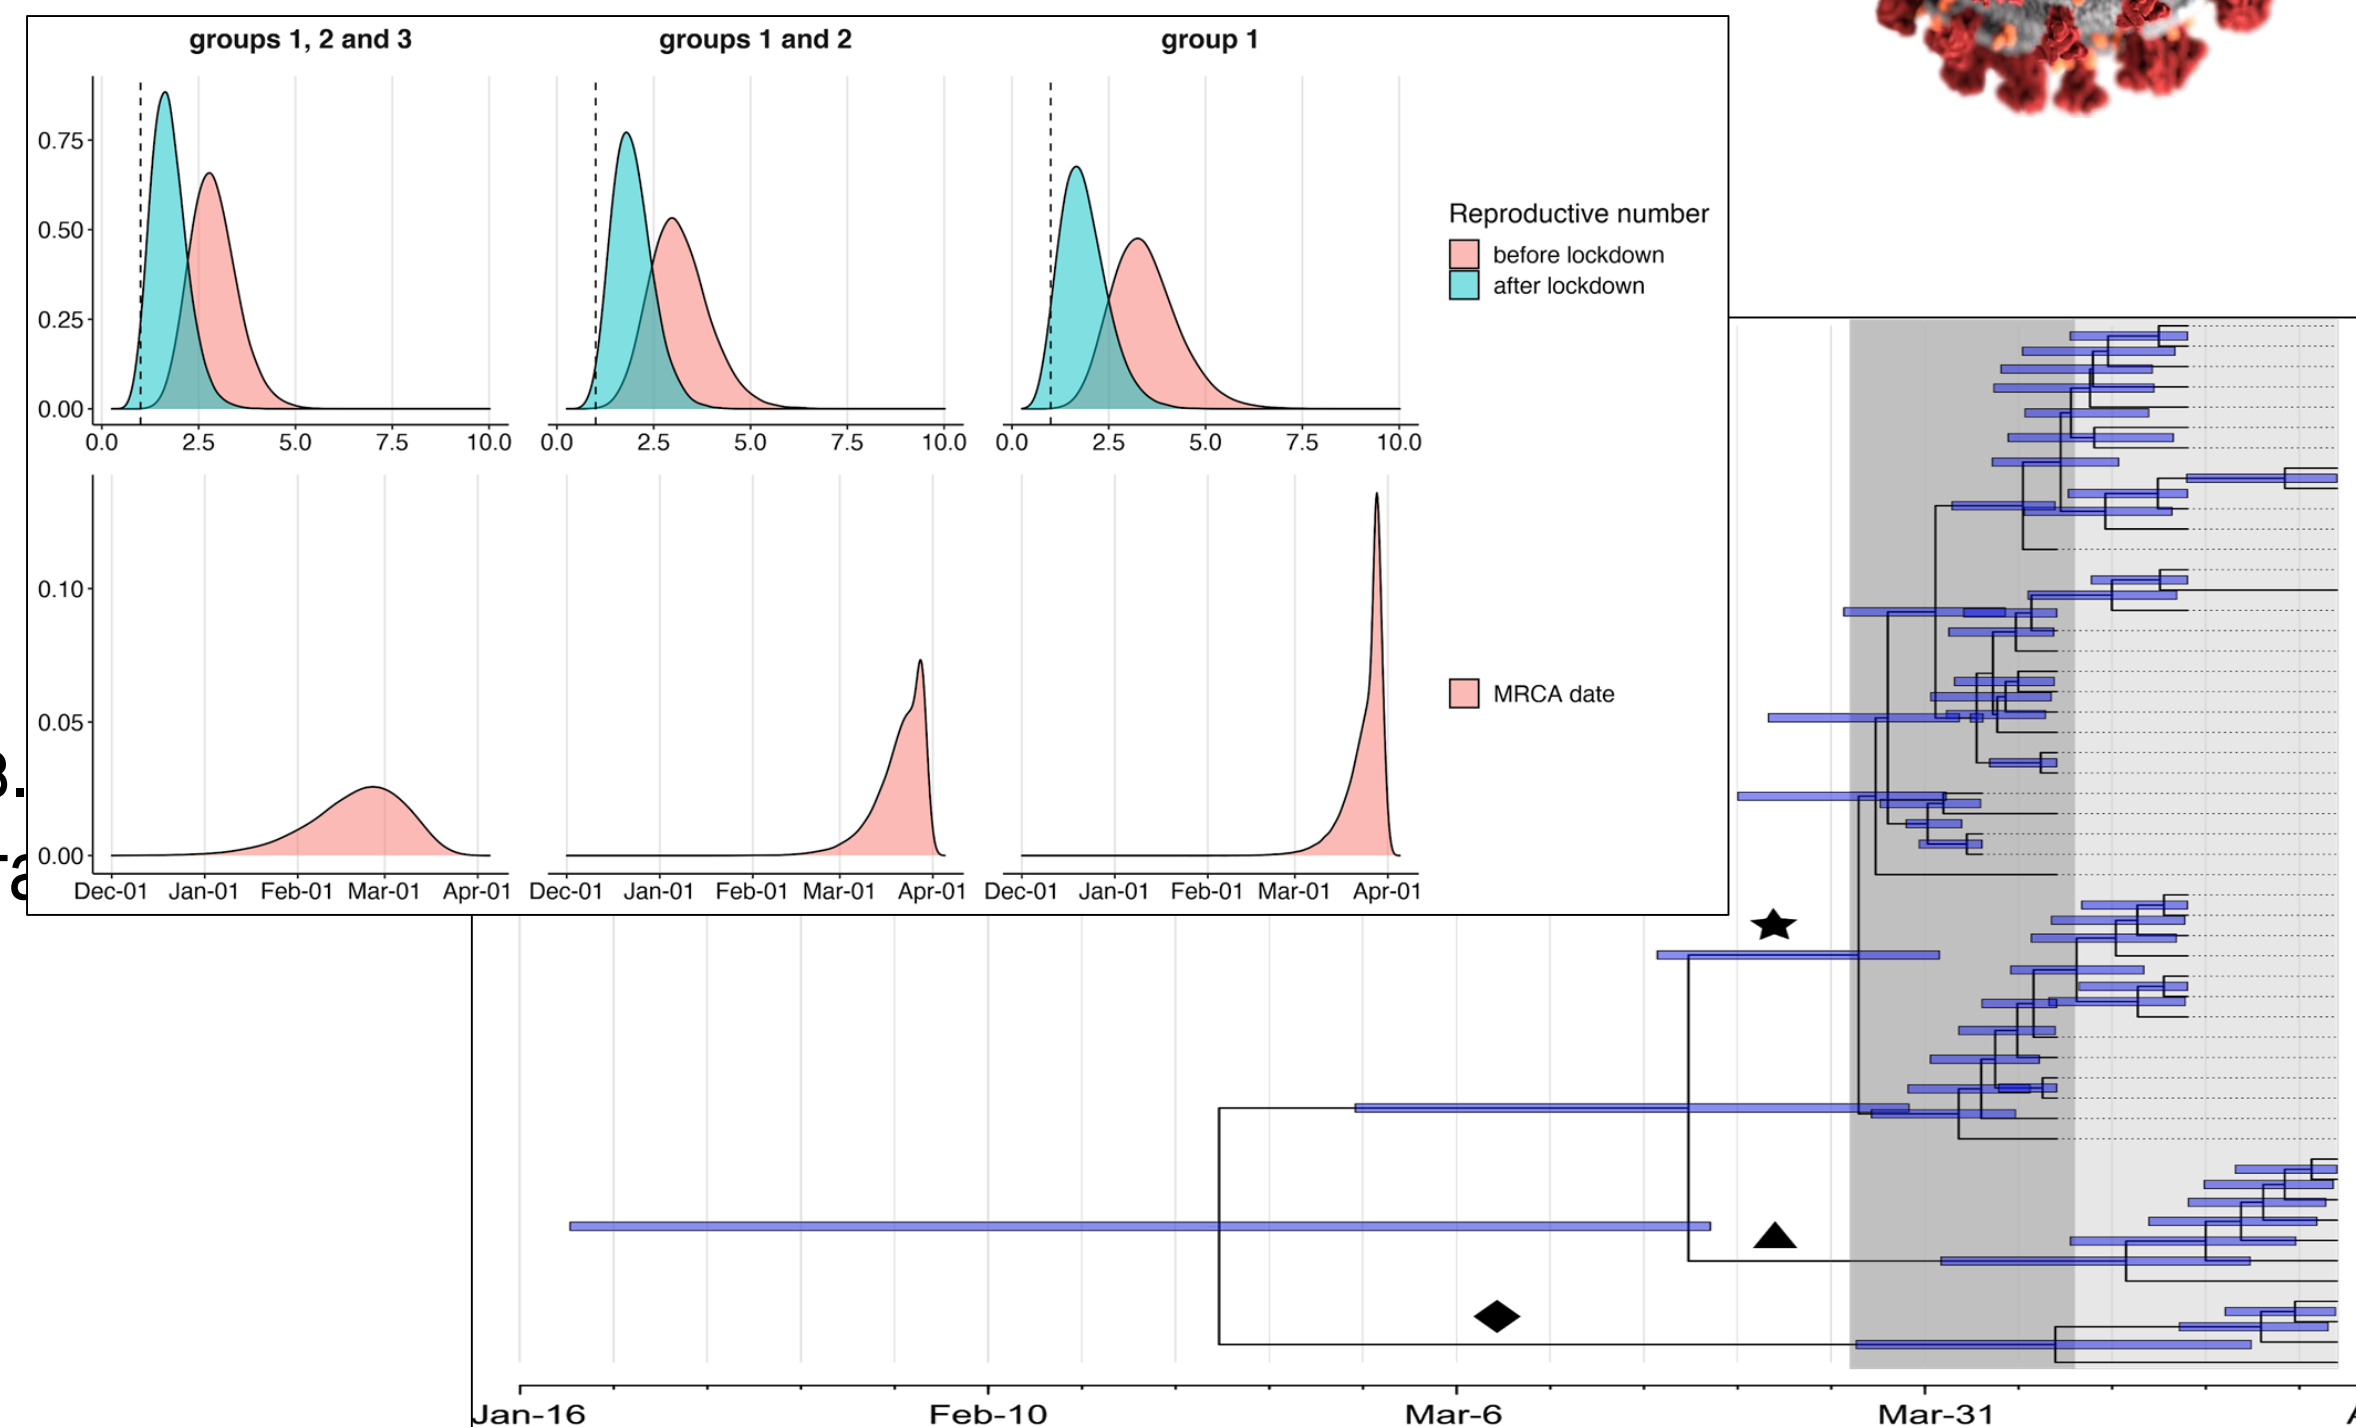 groups 1, 2 and 3
groups 1 and 2
group 1
0.75
0.50
0.25
0.00
0.0 2.5 5.0 7.5 10.0
0.0 2.5 5.0 7.5 10.0
0.0 2.5 5.0 7.5 10.0
Reproductive number
before lockdown
after lockdown
0.10
0.05
0.00
Dec-01 Jan-01 Feb-01 Mar-01 Apr-01
Dec-01 Jan-01 Feb-01 Mar-01 Apr-01
Dec-01 Jan-01 Feb-01 Mar-01 Apr-01
MRCA date
Jan-16 Feb-10 Mar-6 Mar-31